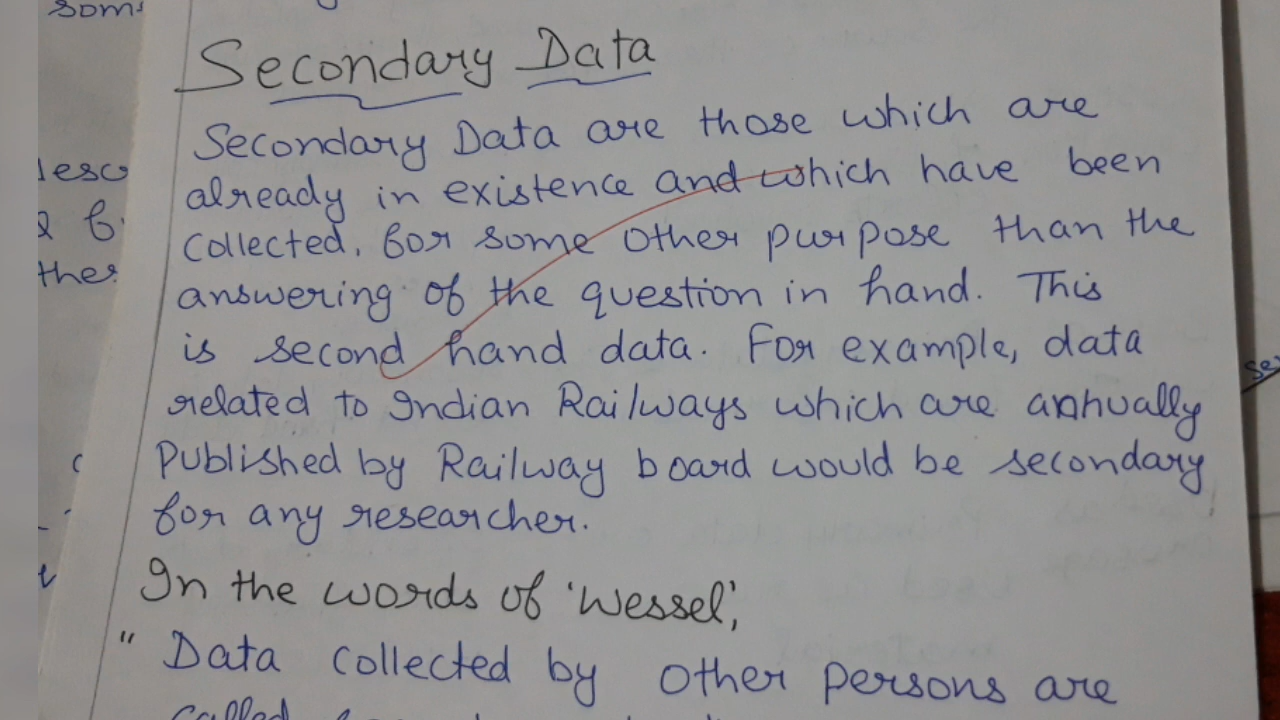 Secondary Data
Secondary Data are those which are
already in existence and which have been
collected, for some other purpose than the
answering of the question in hand. This
is second hand data. For example, data
related to Indian Railways which are annually
Published by Railway board would be secondary
for any researcher.
In the words of 'Wessel',
" Data collected by other persons are
called